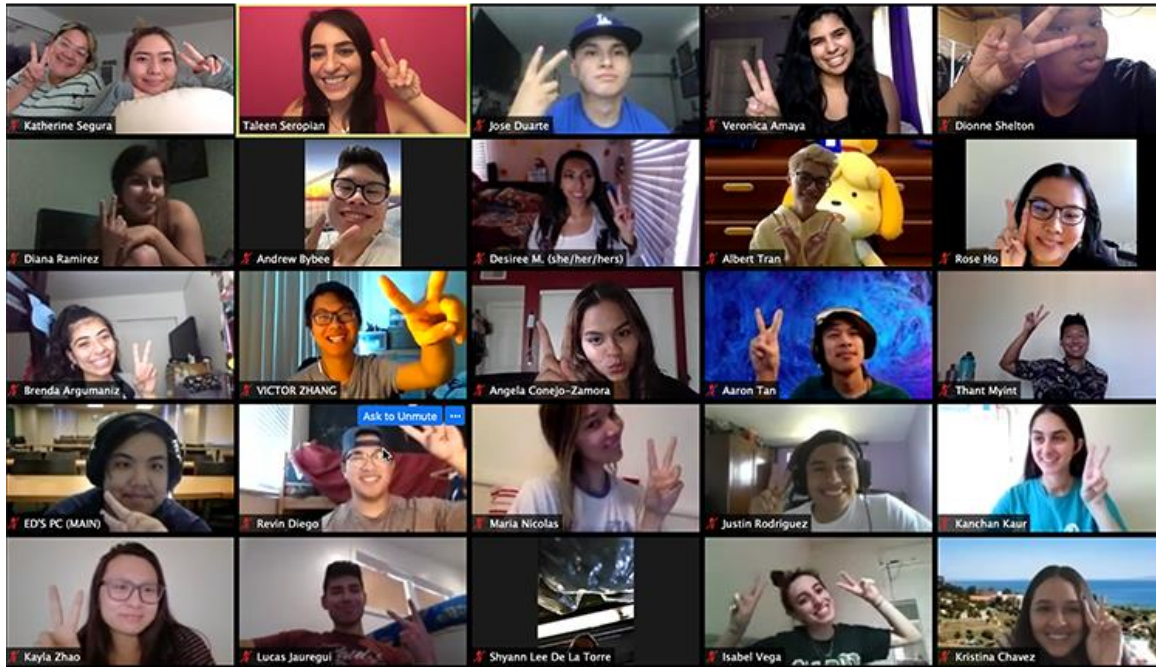 Katherine Segura
Taleen Seropian
Jose Duarte
Veronica Amaya
Dionne Shelton
Diana Ramirez
Andrew Bybee
Desiree M. (she/her/hers)
Albert Tran
Rose Ho
Brenda Argumaniz
VICTOR ZHANG
Angela Conejo-Zamora
Aaron Tan
Thant Myint
ED'S PC (MAIN)
Ask to Unmute ...
Revin Diego
Maria Nicolas
Justin Rodriguez
Kanchan Kaur
Kayla Zhao
Lucas Jauregui
Shyann Lee De La Torre
Isabel Vega
Kristina Chavez